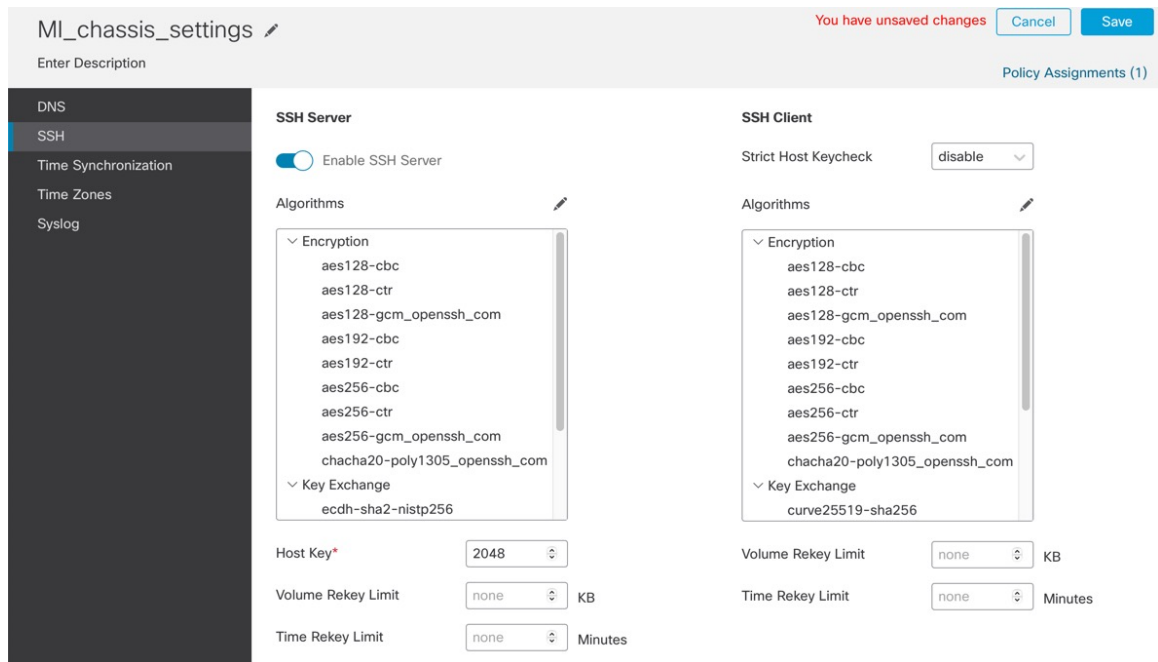 MI_chassis_settings
You have unsaved changes
Cancel
Save
Enter Description
Policy Assignments (1)
DNS
SSH
Time Synchronization
Time Zones
Syslog
SSH Server
Enable SSH Server
Algorithms
Encryption
aes128-cbc
aes128-ctr
aes128-gcm_openssh_com
aes192-cbc
aes192-ctr
aes256-cbc
aes256-ctr
aes256-gcm_openssh_com
chacha20-poly1305_openssh_com
Key Exchange
ecdh-sha2-nistp256
Host Key* 2048
Volume Rekey Limit none KB
Time Rekey Limit none Minutes
SSH Client
Strict Host Keycheck disable
Algorithms
Encryption
aes128-cbc
aes128-ctr
aes128-gcm_openssh_com
aes192-cbc
aes192-ctr
aes256-cbc
aes256-ctr
aes256-gcm_openssh_com
chacha20-poly1305_openssh_com
Key Exchange
curve25519-sha256
Volume Rekey Limit none KB
Time Rekey Limit none Minutes